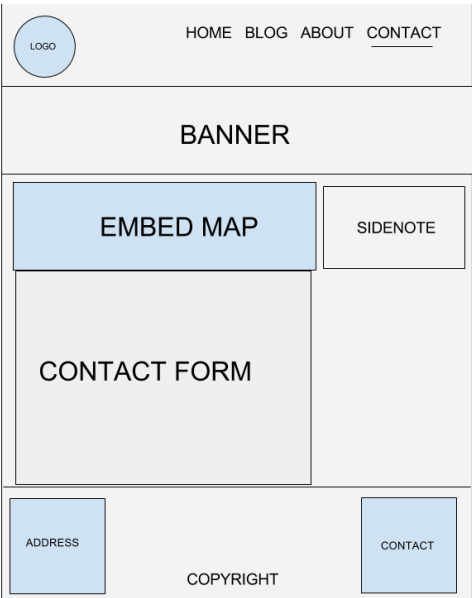 LOGO
HOME BLOG ABOUT CONTACT
BANNER
EMBED MAP
SIDENOTE
CONTACT FORM
ADDRESS
CONTACT
COPYRIGHT